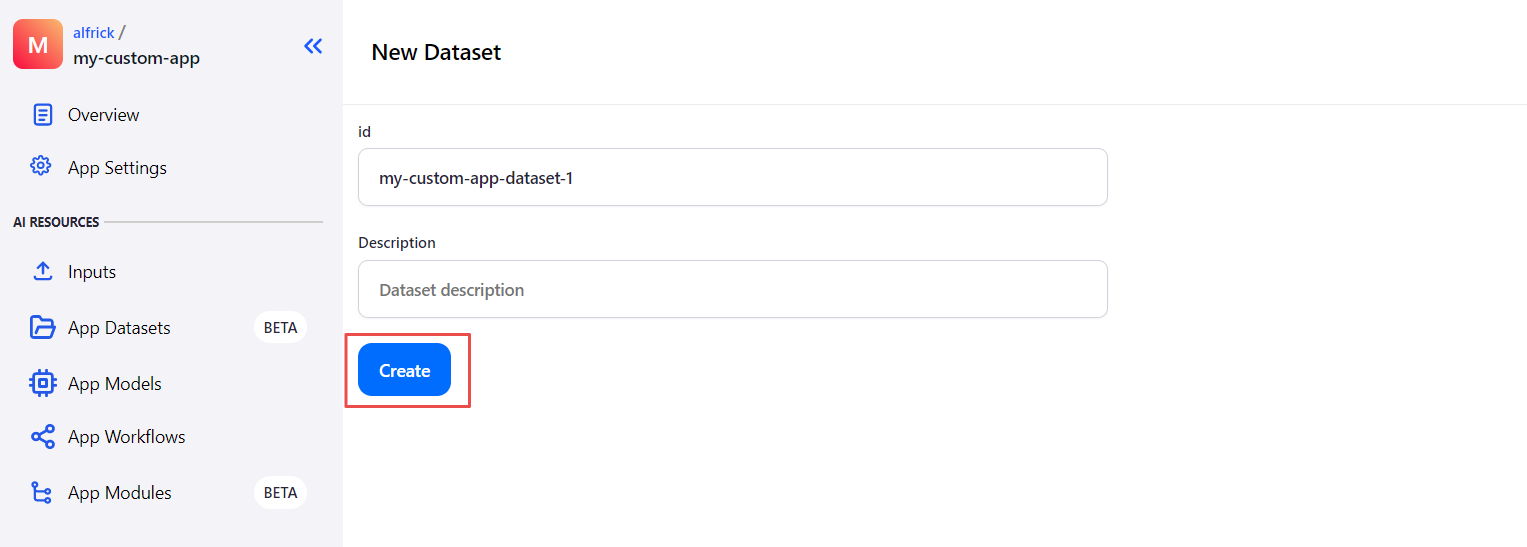 M
alfrick /
my-custom-app
Overview
App Settings
AI RESOURCES
Inputs
App Datasets BETA
App Models
App Workflows
App Modules BETA
New Dataset
id
my-custom-app-dataset-1
Description
Dataset description
Create